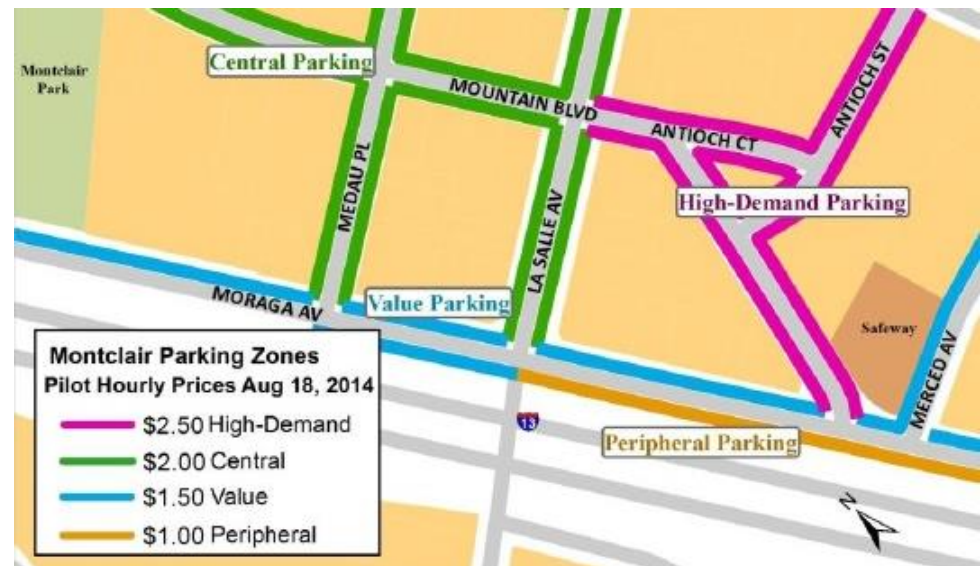 Montclair
Park
Central Parking
MOUNTAIN BLVD
ANTIOCH CT
ANTIOCH ST
MEDAU PL
LA SALLE AV
High-Demand Parking
MORAGA AV
Value Parking
Safeway
MERCED AV
Montclair Parking Zones
Pilot Hourly Prices Aug 18, 2014
$2.50 High-Demand
$2.00 Central
$1.50 Value
$1.00 Peripheral
13
Peripheral Parking
N